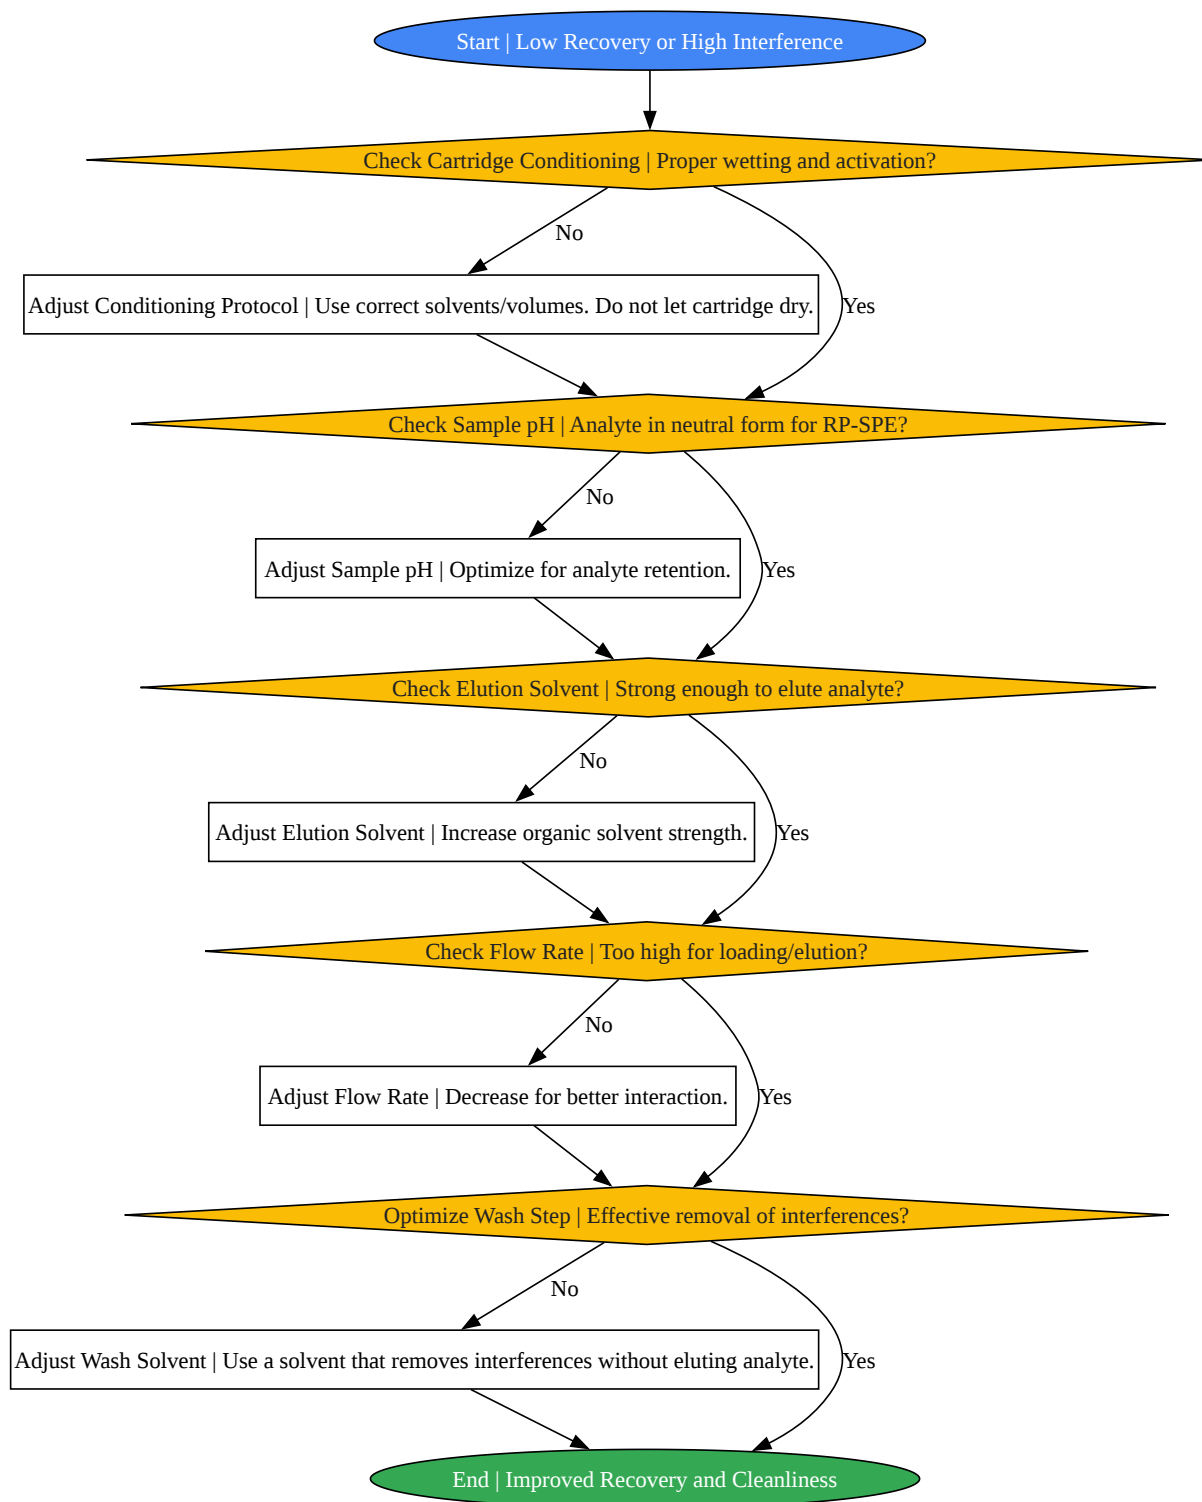 Start | Low Recovery or High Interference
Check Cartridge Conditioning | Proper wetting and activation?
No
Adjust Conditioning Protocol | Use correct solvents/volumes. Do not let cartridge dry.
Yes
Check Sample pH | Analyte in neutral form for RP-SPE?
No
Adjust Sample pH | Optimize for analyte retention.
Yes
Check Elution Solvent | Strong enough to elute analyte?
No
Adjust Elution Solvent | Increase organic solvent strength.
Yes
Check Flow Rate | Too high for loading/elution?
No
Adjust Flow Rate | Decrease for better interaction.
Yes
Optimize Wash Step | Effective removal of interferences?
No
Adjust Wash Solvent | Use a solvent that removes interferences without eluting analyte.
Yes
End | Improved Recovery and Cleanliness